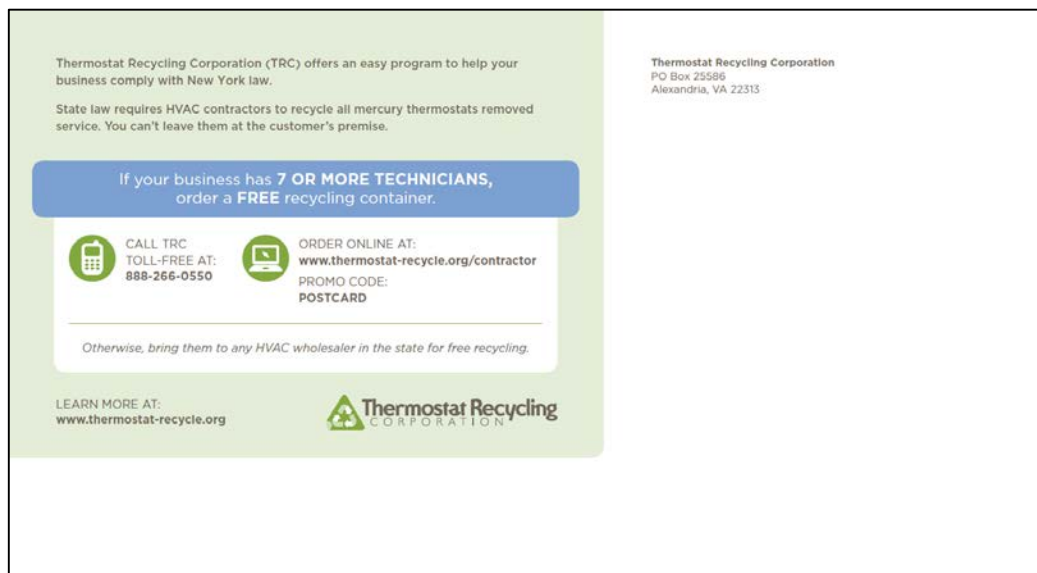 Thermostat Recycling Corporation (TRC) offers an easy program to help your
business comply with New York law.
State law requires HVAC contractors to recycle all mercury thermostats removed
service. You can't leave them at the customer's premise.
If your business has 7 OR MORE TECHNICIANS,
order a FREE recycling container.
CALL TRC
TOLL-FREE AT:
888-266-0550
ORDER ONLINE AT:
www.thermostat-recycle.org/contractor
PROMO CODE:
POSTCARD
Otherwise, bring them to any HVAC wholesaler in the state for free recycling.
LEARN MORE AT:
www.thermostat-recycle.org
Thermostat Recycling
CORPORATION
Thermostat Recycling Corporation
PO Box 25586
Alexandria, VA 22313